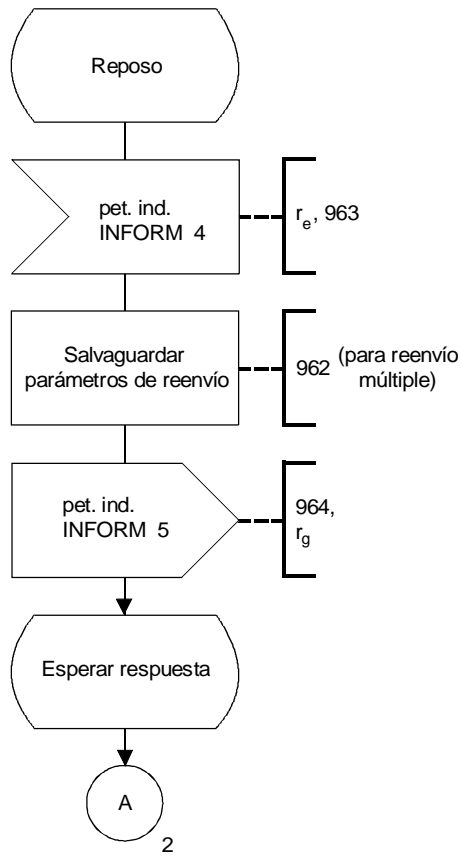 Reposo
pet. ind.
INFORM 4
r_e, 963
Salvaguardar
parámetros de reenvío
962 (para reenvío
múltiple)
pet. ind.
INFORM 5
964,
r_g
Esperar respuesta
A
2